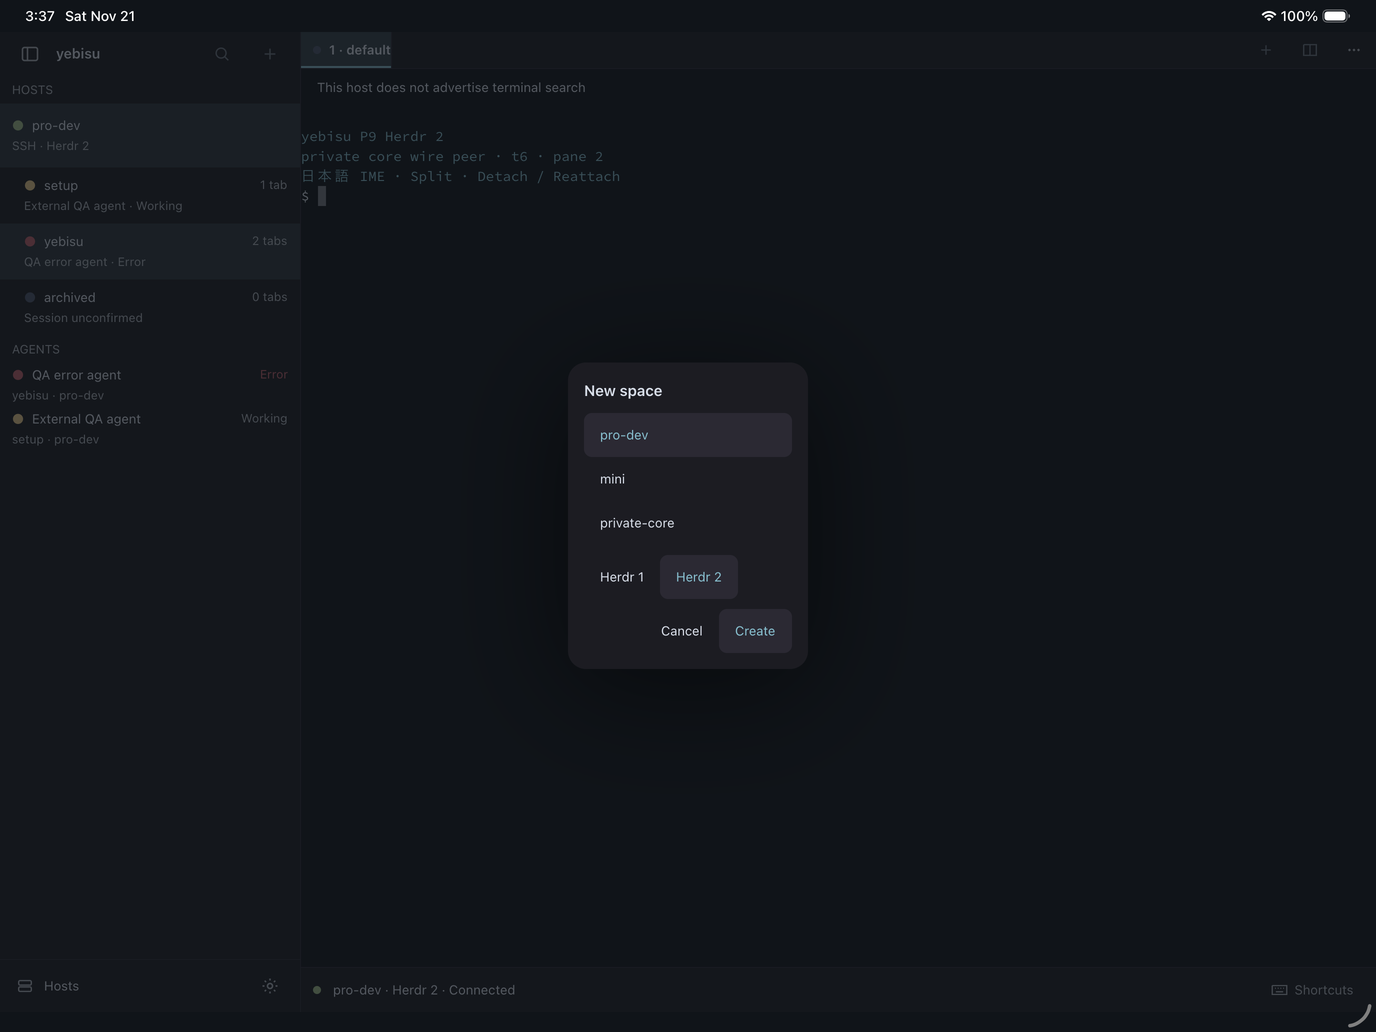 3:37 Sat Nov 21
100%
yebisu
HOSTS
pro-dev
SSH · Herdr 2
setup 1 tab
External QA agent · Working
yebisu 2 tabs
QA error agent · Error
archived 0 tabs
Session unconfirmed
AGENTS
QA error agent Error
yebisu · pro-dev
External QA agent Working
setup · pro-dev
Hosts
1 · default
This host does not advertise terminal search
yebisu P9 Herdr 2
private core wire peer · t6 · pane 2
日本語 IME · Split · Detach / Reattach
$
New space
pro-dev
mini
private-core
Herdr 1 Herdr 2
Cancel Create
pro-dev · Herdr 2 · Connected
Shortcuts